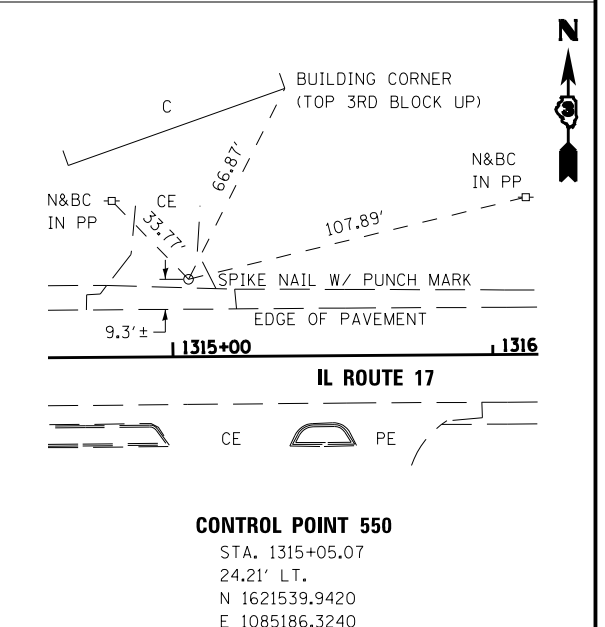 N
3
BUILDING CORNER
(TOP 3RD BLOCK UP)
C
66.87'
N&BC
IN PP
N&BC
IN PP
CE
33.77'
107.89'
SPIKE NAIL W/ PUNCH MARK
EDGE OF PAVEMENT
9.3'±
1315+00
1316
IL ROUTE 17
CE
PE
CONTROL POINT 550
STA. 1315+05.07
24.21' LT.
N 1621539.9420
E 1085186.3240